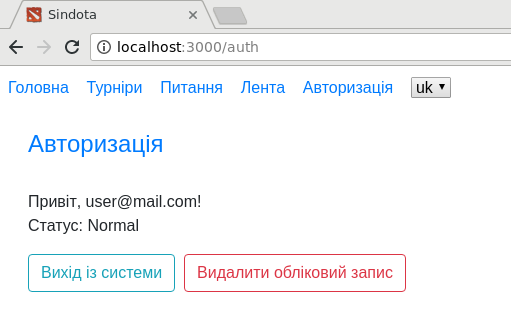 Sindota
localhost:3000/auth
Головна Турніри Питання Лента Авторизація uk
Авторизація
Привіт, user@mail.com!
Статус: Normal
Вихід із системи Видалити обліковий запис